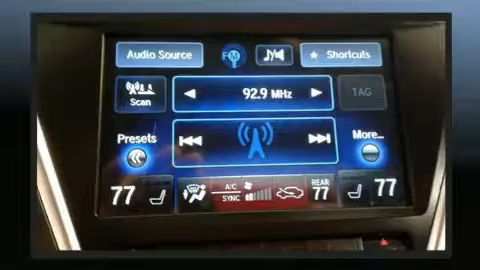 Audio Source
FM
Shortcuts
Scan
92.9 MHz
TAG
Presets
More...
77
A/C
SYNC
REAR
77
77